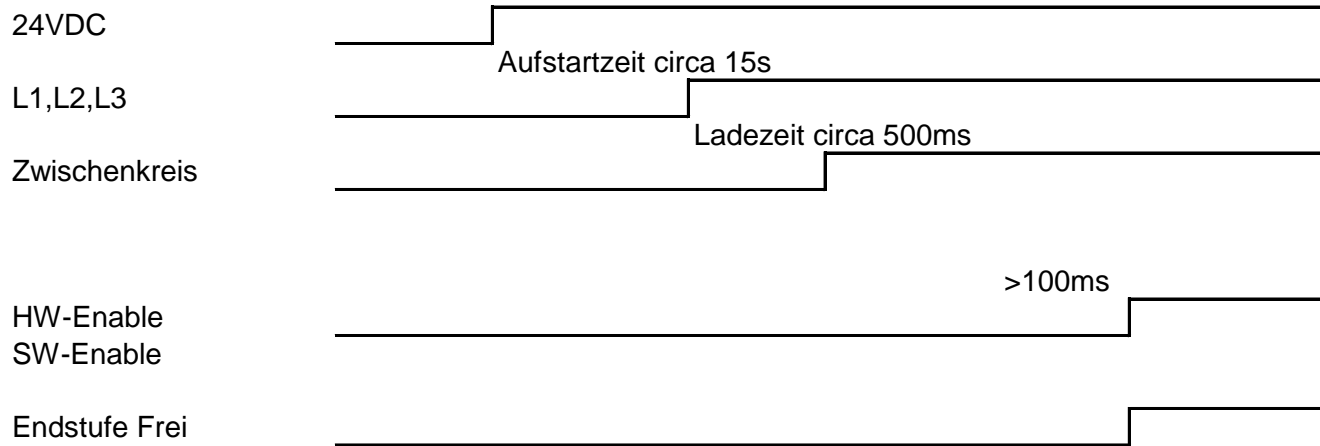 24VDC
Aufstartzeit circa 15s
L1,L2,L3
Ladezeit circa 500ms
Zwischenkreis
>100ms
HW-Enable
SW-Enable
Endstufe Frei